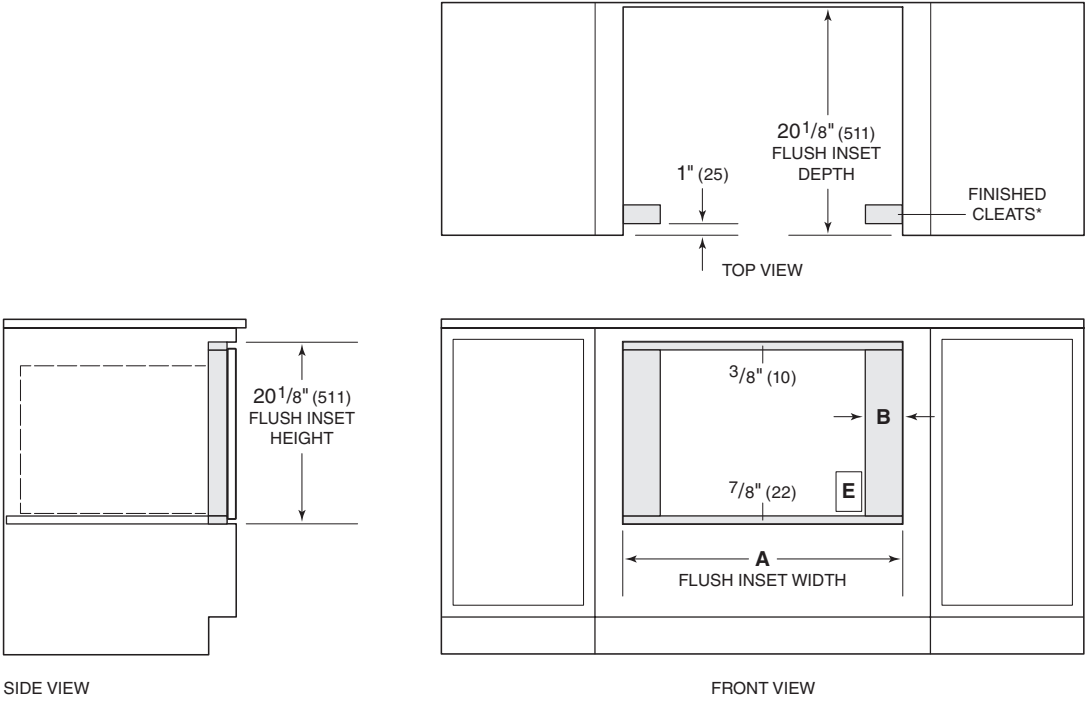 20 1/8" (511)
FLUSH INSET
DEPTH
1" (25)
FINISHED
CLEATS*
TOP VIEW
20 1/8" (511)
FLUSH INSET
HEIGHT
3/8" (10)
B
E
7/8" (22)
A
FLUSH INSET WIDTH
SIDE VIEW
FRONT VIEW